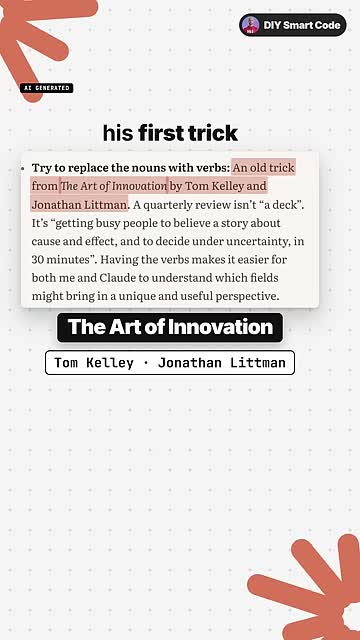 DIY Smart Code
AI GENERATED
his first trick
• Try to replace the nouns with verbs: An old trick
from The Art of Innovation by Tom Kelley and
Jonathan Littman. A quarterly review isn’t “a deck”.
It’s “getting busy people to believe a story about
cause and effect, and to decide under uncertainty, in
30 minutes”. Having the verbs makes it easier for
both me and Claude to understand which fields
might bring in a unique and useful perspective.
The Art of Innovation
Tom Kelley · Jonathan Littman